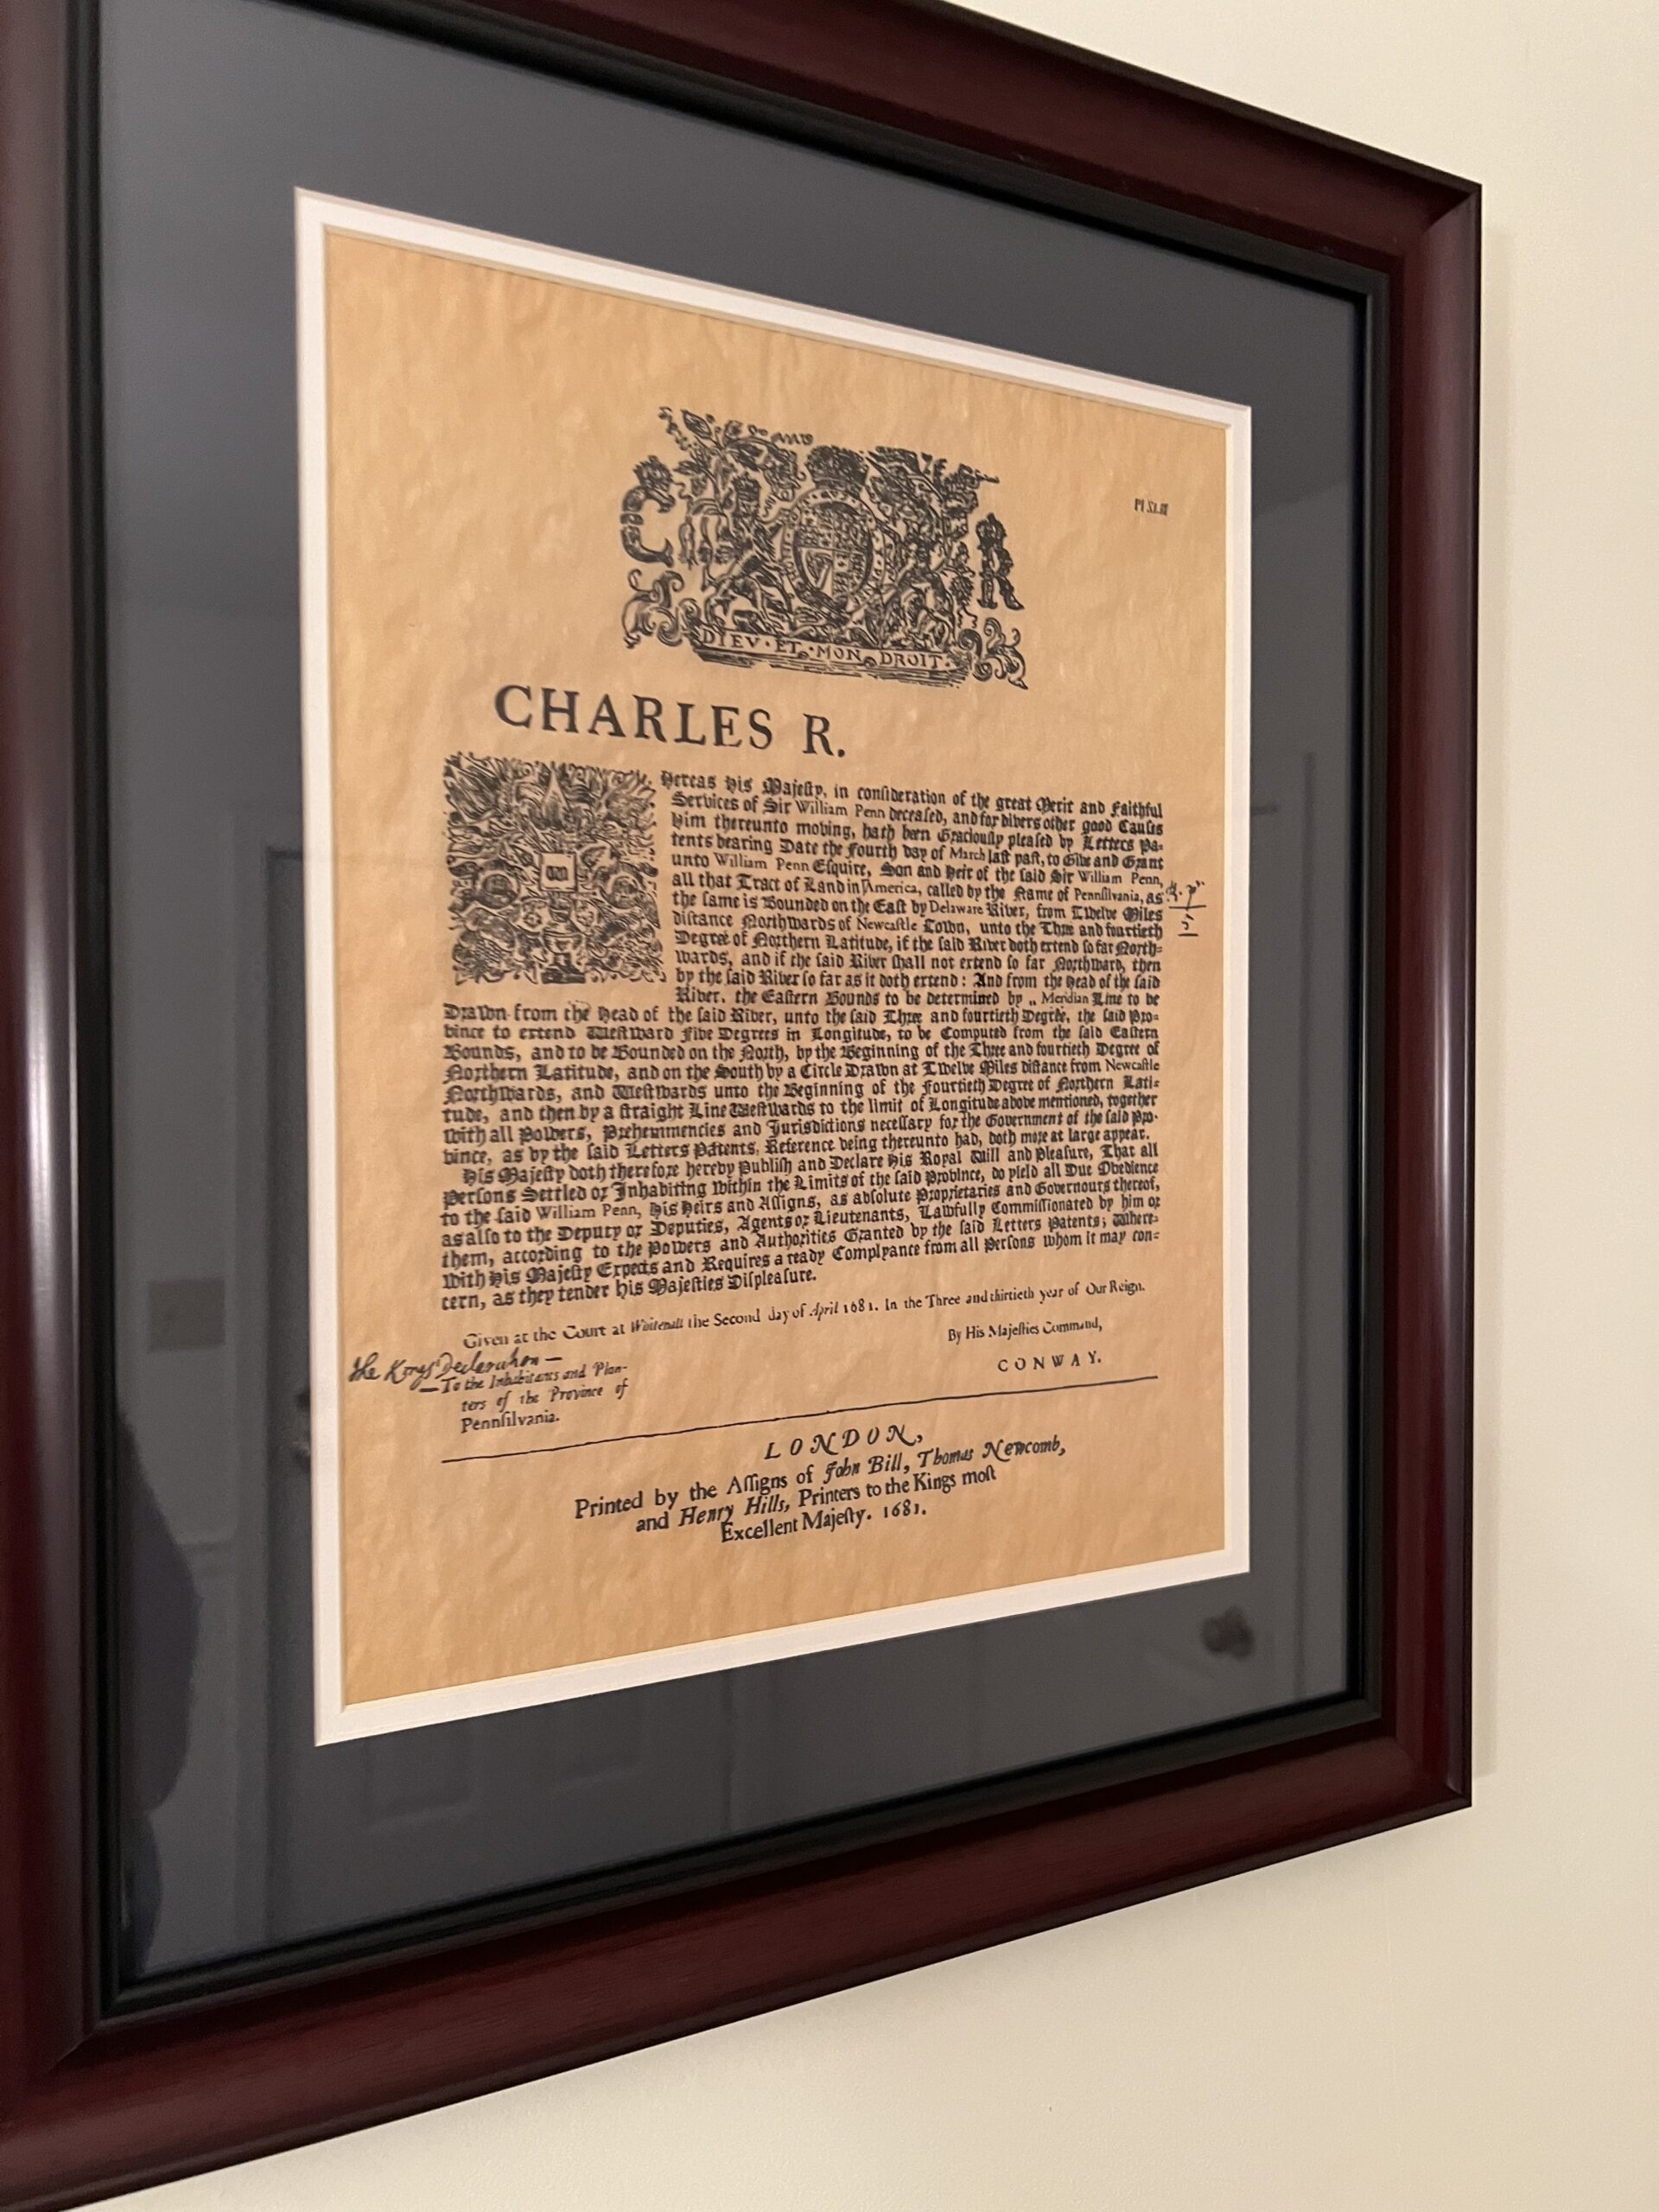 C R
DIEV·ET·MON·DROIT·
CHARLES R.
Hereas His Majeſty, in conſideration of the great Merit and Faithful
Services of Sir William Penn deceaſed, and for divers other good Cauſes
Him thereunto moving, hath been Graciouſly pleaſed by Letters Pa-
tents bearing Date the Fourth day of March laſt paſt, to Give and Grant
unto William Penn Eſquire, Son and Heir of the ſaid Sir William Penn,
all that Tract of Land in America, called by the Name of Pennſilvania, as
the ſame is Bounded on the Eaſt by Delaware River, from Twelve Miles
diſtance Northwards of Newcaſtle Town, unto the Three and fourtieth
Degree of Northern Latitude, if the ſaid River doth extend ſo far North-
wards, and if the ſaid River ſhall not extend ſo far Northward, then
by the ſaid River ſo far as it doth extend: And from the Head of the ſaid
River, the Eaſtern Bounds to be determined by Meridian Line to be
Drawn from the Head of the ſaid River, unto the ſaid Three and fourtieth Degree, the ſaid Pro-
vince to extend Weſtward Five Degrees in Longitude, to be Computed from the ſaid Eaſtern
Bounds, and to be Bounded on the North, by the Beginning of the Three and fourtieth Degree of
Northern Latitude, and on the South by a Circle Drawn at Twelve Miles diſtance from Newcaſtle
Northwards, and Weſtwards unto the Beginning of the Fourtieth Degree of Northern Lati-
tude, and then by a ſtraight Line Weſtwards to the limit of Longitude above mentioned, together
with all Powers, Preheminencies and Jurisdictions neceſſary for the Government of the ſaid Pro-
vince, as by the ſaid Letters Patents, Reference being thereunto had, doth more at large appear.
His Majeſty doth therefore hereby Publiſh and Declare His Royal Will and Pleaſure, That all
Perſons Settled or Inhabiting within the Limits of the ſaid Province, do yield all Due Obedience
to the ſaid William Penn, His Heirs and Aſſigns, as abſolute Proprietaries and Governours thereof,
as alſo to the Deputy or Deputies, Agents or Lieutenants, Lawfully Commiſſionated by him or
them, according to the Powers and Authorities Granted by the ſaid Letters Patents; Where-
with His Majeſty Expects and Requires a ready Complyance from all Perſons whom it may con-
cern, as they tender His Majeſties Diſpleaſure.
Given at the Court at Whitehall the Second day of April 1681. In the Three and thirtieth year of Our Reign.
By His Majeſties Command,
CONWAY.
The Kings Declaration —
— To the Inhabitants and Plan-
ters of the Province of
Pennſilvania.
LONDON,
Printed by the Aſſigns of John Bill, Thomas Newcomb,
and Henry Hills, Printers to the Kings moſt
Excellent Majeſty. 1681.